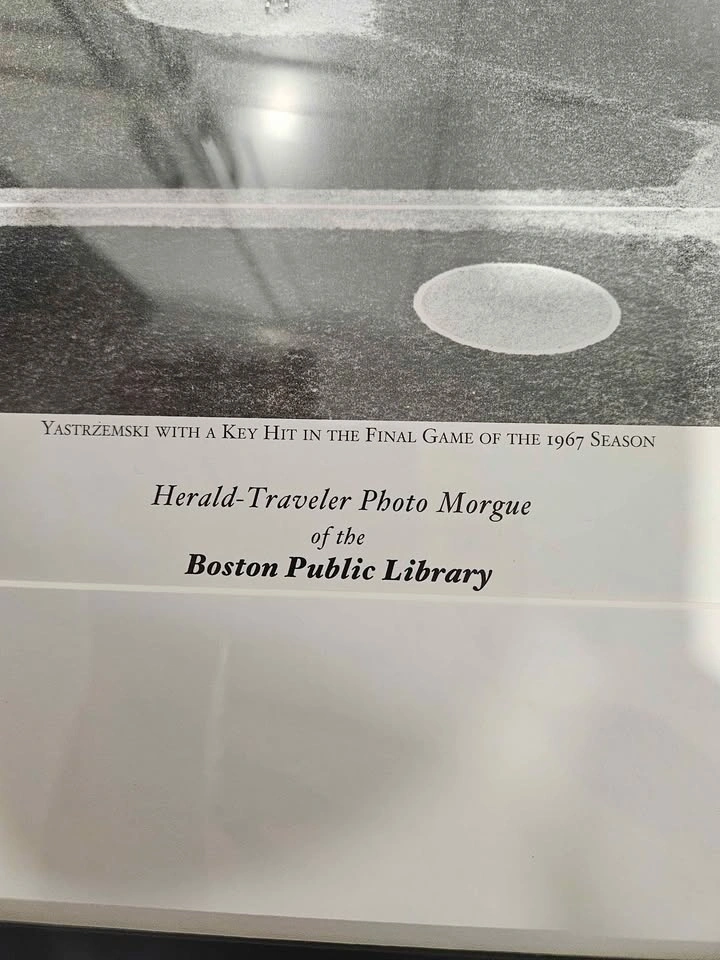 Yastrzemski with a Key Hit in the Final Game of the 1967 Season
Herald-Traveler Photo Morgue
of the
Boston Public Library